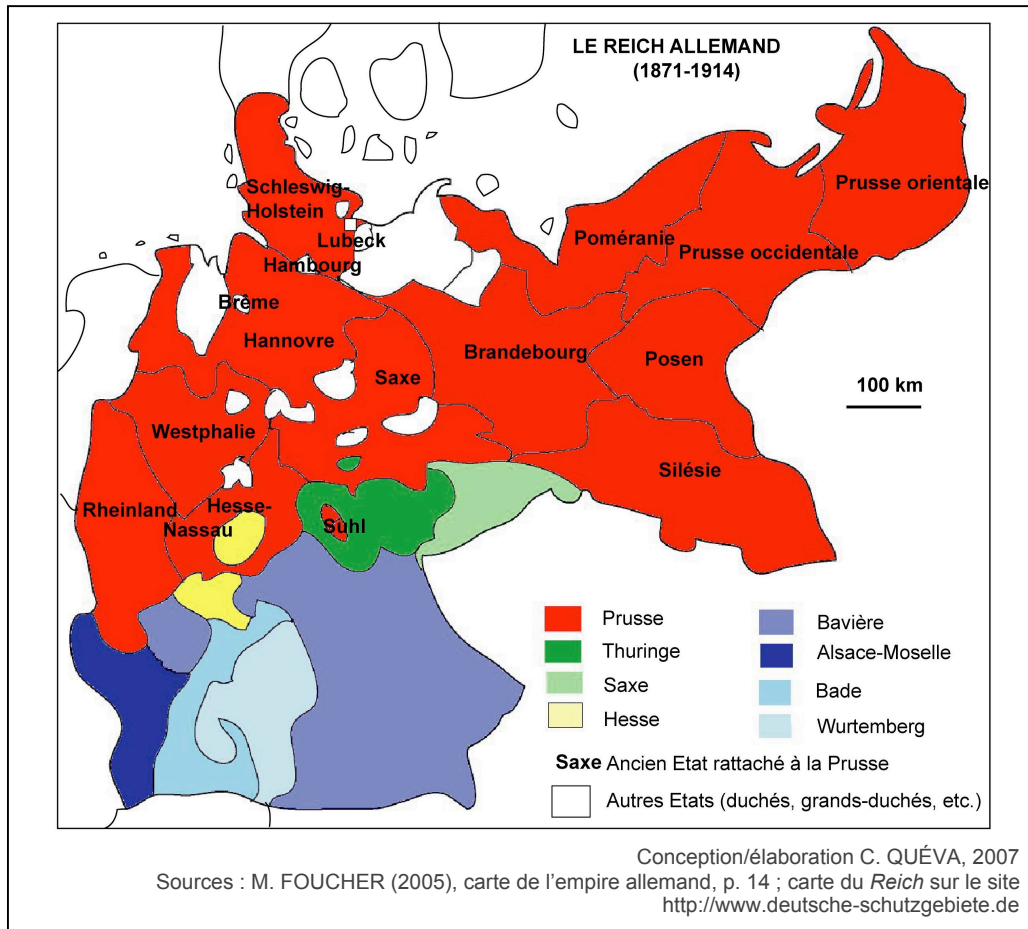 LE REICH ALLEMAND
(1871-1914)
Prusse orientale
Schleswig-
Holstein
Lubeck
Poméranie
Prusse occidentale
Hambourg
Brême
Hannovre
Brandebourg
Posen
Saxe
100 km
Westphalie
Silésie
Rheinland
Hesse-
Nassau
Suhl
Prusse
Thuringe
Saxe
Hesse
Bavière
Alsace-Moselle
Bade
Wurtemberg
Saxe Ancien Etat rattaché à la Prusse
Autres Etats (duchés, grands-duchés, etc.)
Conception/élaboration C. QUÉVA, 2007
Sources : M. FOUCHER (2005), carte de l'empire allemand, p. 14 ; carte du Reich sur le site
http://www.deutsche-schutzgebiete.de